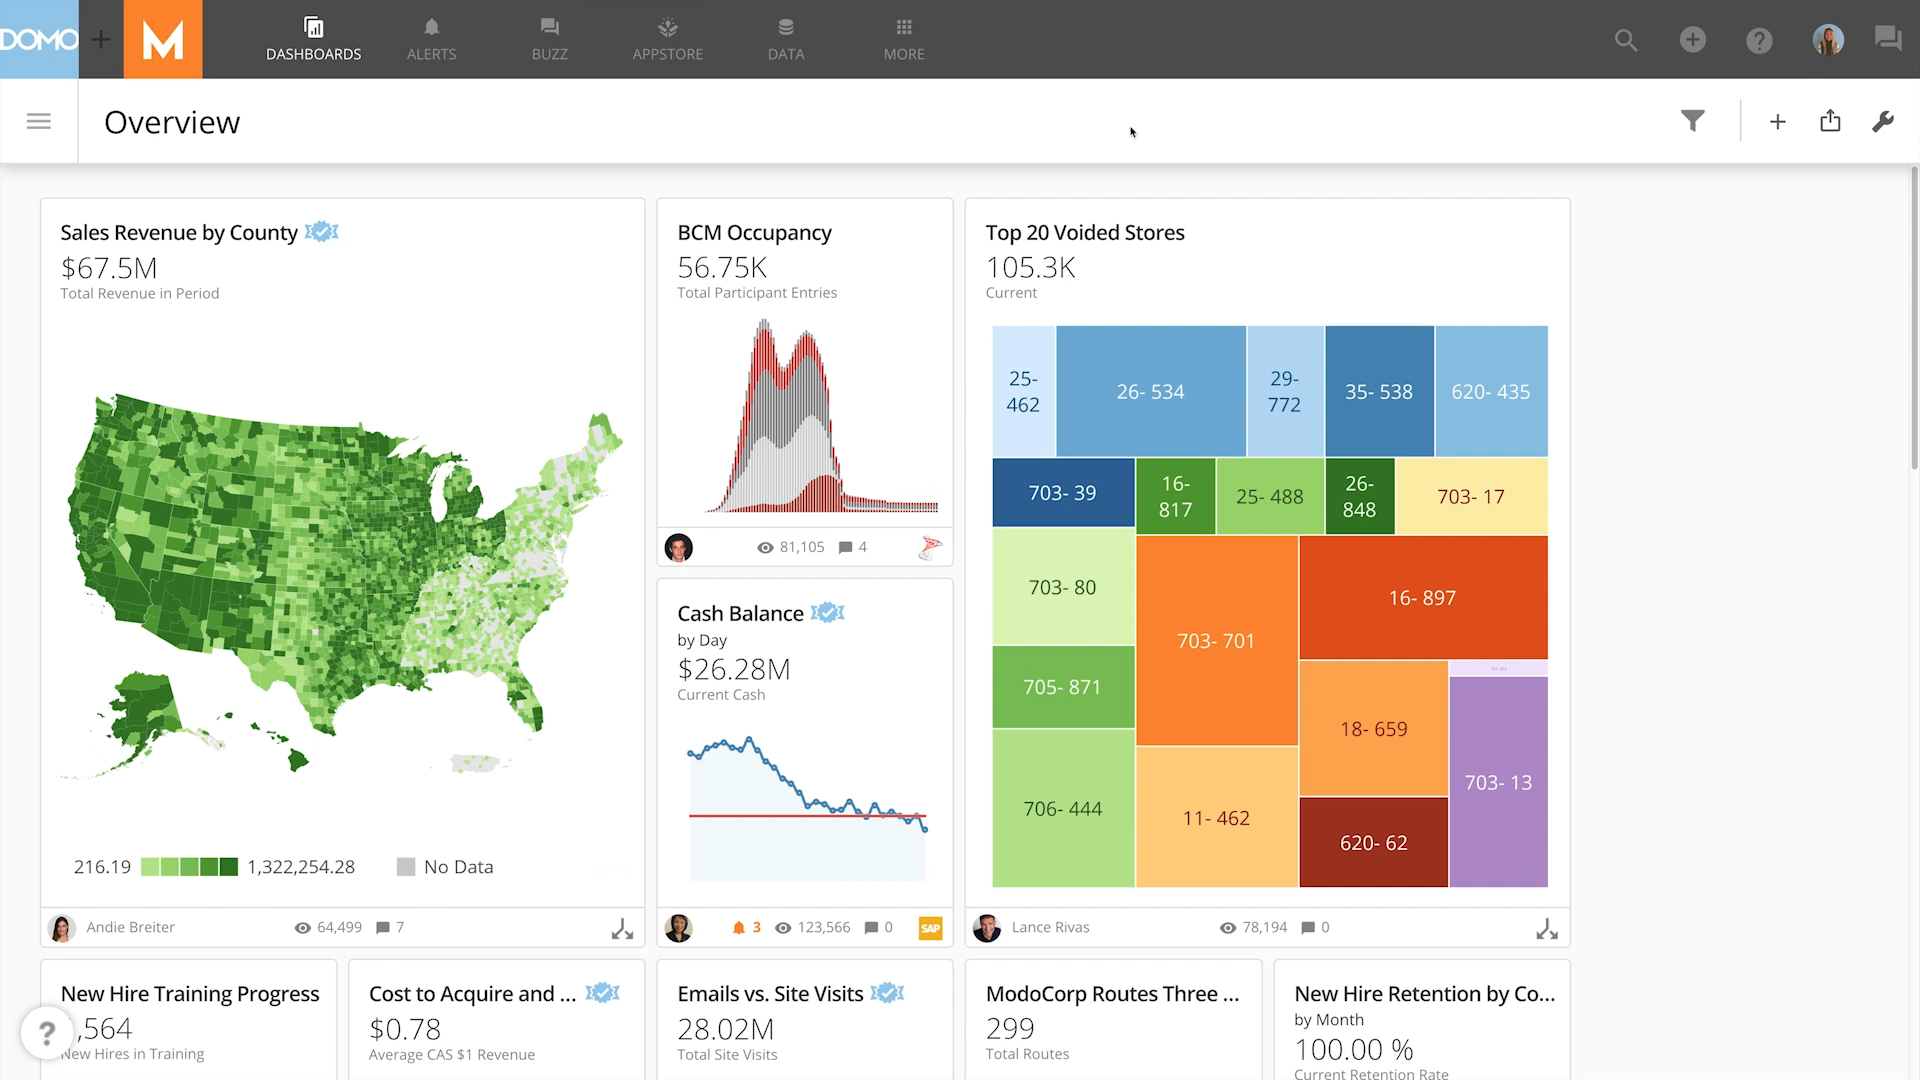 DOMO
M
DASHBOARDS
ALERTS
BUZZ
APPSTORE
DATA
MORE
Overview
Sales Revenue by County
$67.5M
Total Revenue in Period
216.19
1,322,254.28
No Data
Andie Breiter
64,499
7
BCM Occupancy
56.75K
Total Participant Entries
81,105
4
Cash Balance
by Day
$26.28M
Current Cash
3
123,566
0
SAP
Top 20 Voided Stores
105.3K
Current
25-
462
26- 534
29-
772
35- 538
620- 435
703- 39
16-
817
25- 488
26-
848
703- 17
703- 80
703- 701
16- 897
705- 871
18- 659
703- 13
706- 444
11- 462
620- 62
Lance Rivas
78,194
0
New Hire Training Progress
,564
New Hires in Training
Cost to Acquire and ...
$0.78
Average CAS $1 Revenue
Emails vs. Site Visits
28.02M
Total Site Visits
ModoCorp Routes Three ...
299
Total Routes
New Hire Retention by Co...
by Month
100.00 %
Current Retention Rate
?